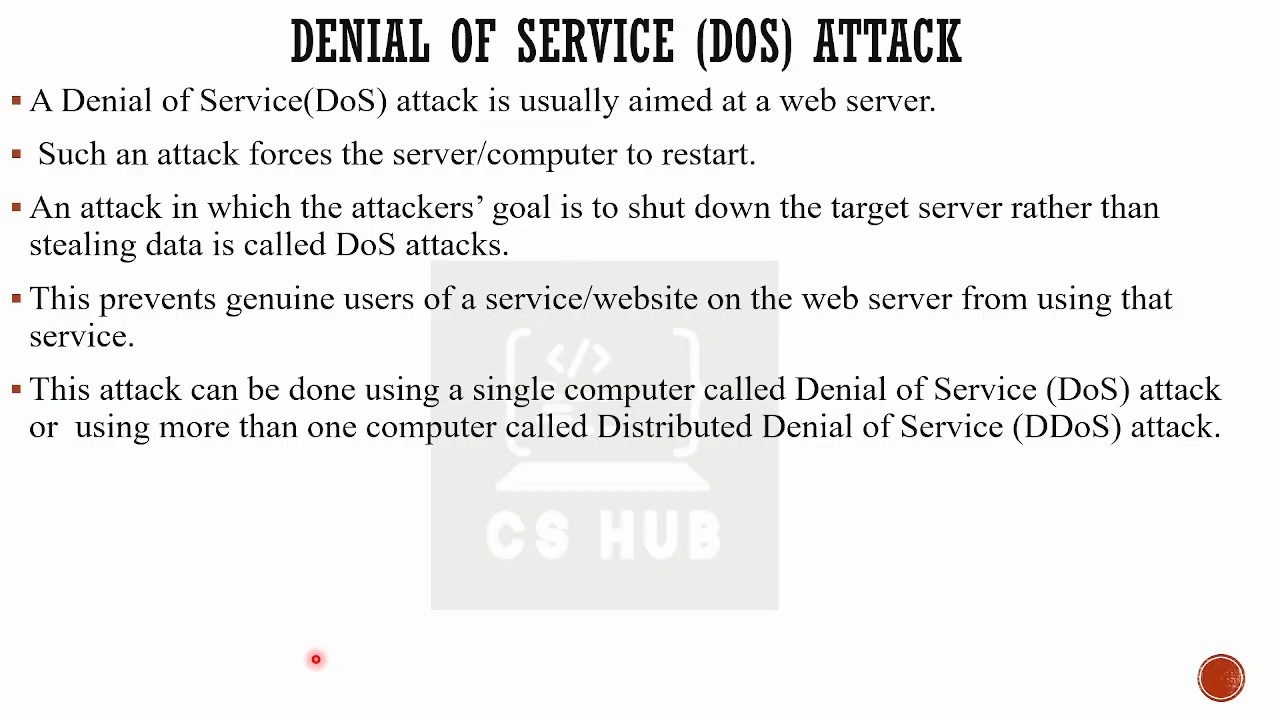 DENIAL OF SERVICE (DOS) ATTACK
▪ A Denial of Service(DoS) attack is usually aimed at a web server.
▪ Such an attack forces the server/computer to restart.
▪ An attack in which the attackers’ goal is to shut down the target server rather than
stealing data is called DoS attacks.
▪ This prevents genuine users of a service/website on the web server from using that
service.
▪ This attack can be done using a single computer called Denial of Service (DoS) attack
or using more than one computer called Distributed Denial of Service (DDoS) attack.
</>
CS HUB